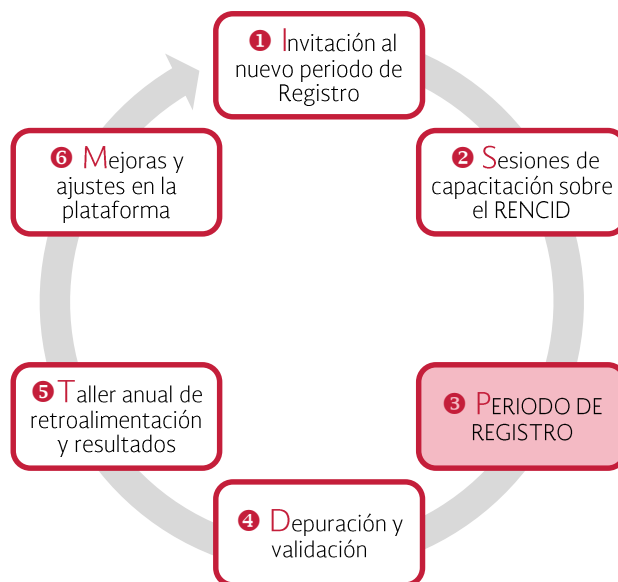 ❶ Invitación al
nuevo periodo de
Registro
❷ Sesiones de
capacitación sobre
el RENCID
❸ PERIODO DE
REGISTRO
❹ Depuración y
validación
❺ Taller anual de
retroalimentación
y resultados
❻ Mejoras y
ajustes en la
plataforma